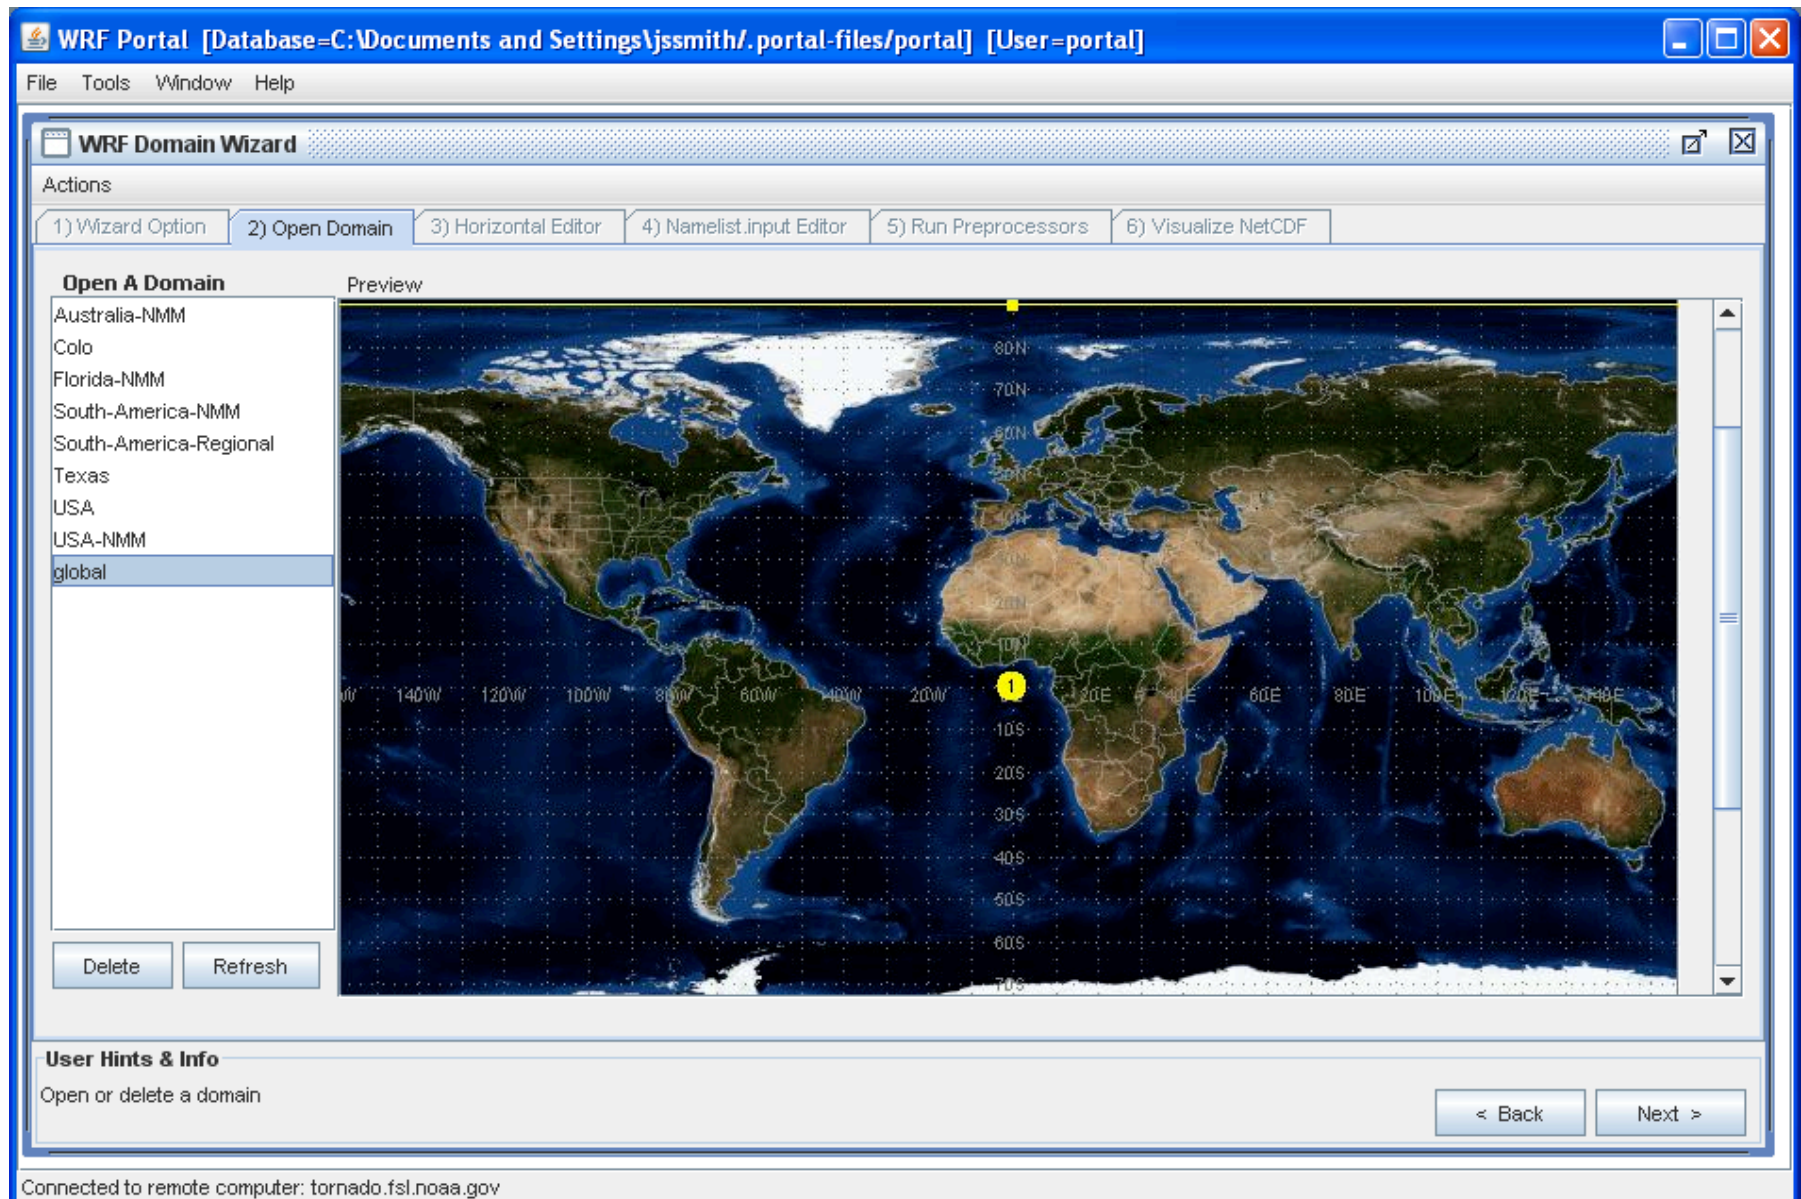 WRF Portal [Database=C:\Documents and Settings\jssmith/.portal-files/portal] [User=portal]
File Tools Window Help
WRF Domain Wizard
Actions
1) Wizard Option 2) Open Domain 3) Horizontal Editor 4) Namelist.input Editor 5) Run Preprocessors 6) Visualize NetCDF
Open A Domain Preview
Australia-NMM
Colo
Florida-NMM
South-America-NMM
South-America-Regional
Texas
USA
USA-NMM
global
80N
70N
60N
20N
10N
W 140W 120W 100W 80W 60W 40W 20W 1 20E 40E 60E 80E 100E 120E
10S
20S
30S
40S
50S
60S
70S
Delete Refresh
User Hints & Info
Open or delete a domain
< Back Next >
Connected to remote computer: tornado.fsl.noaa.gov